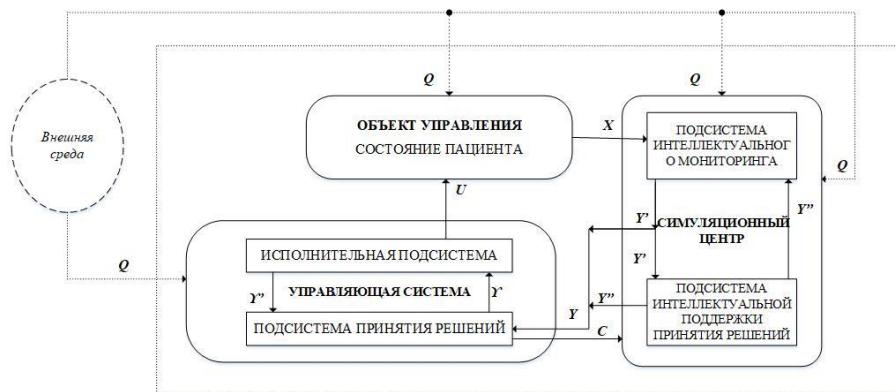 Q
Q
Внешняя
среда
ОБЪЕКТ УПРАВЛЕНИЯ
СОСТОЯНИЕ ПАЦИЕНТА
X
ПОДСИСТЕМА
ИНТЕЛЛЕКТУАЛЬНОГ
О МОНИТОРИНГА
Q
U
Y'
Y''
СИМУЛЯЦИОННЫЙ
ЦЕНТР
ИСПОЛНИТЕЛЬНАЯ ПОДСИСТЕМА
Y'
Q
Y'
УПРАВЛЯЮЩАЯ СИСТЕМА
Y
Y''
Y
ПОДСИСТЕМА
ИНТЕЛЛЕКТУАЛЬНОЙ
ПОДДЕРЖКИ
ПРИНЯТИЯ РЕШЕНИЙ
ПОДСИСТЕМА ПРИНЯТИЯ РЕШЕНИЙ
C